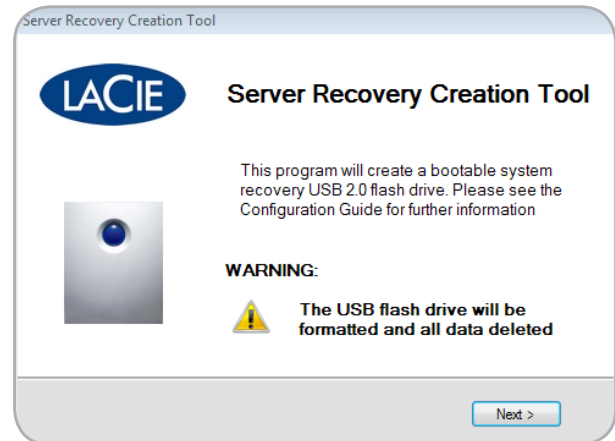 Server Recovery Creation Tool
LACIE
Server Recovery Creation Tool
This program will create a bootable system
recovery USB 2.0 flash drive. Please see the
Configuration Guide for further information
WARNING:
The USB flash drive will be
formatted and all data deleted
Next >